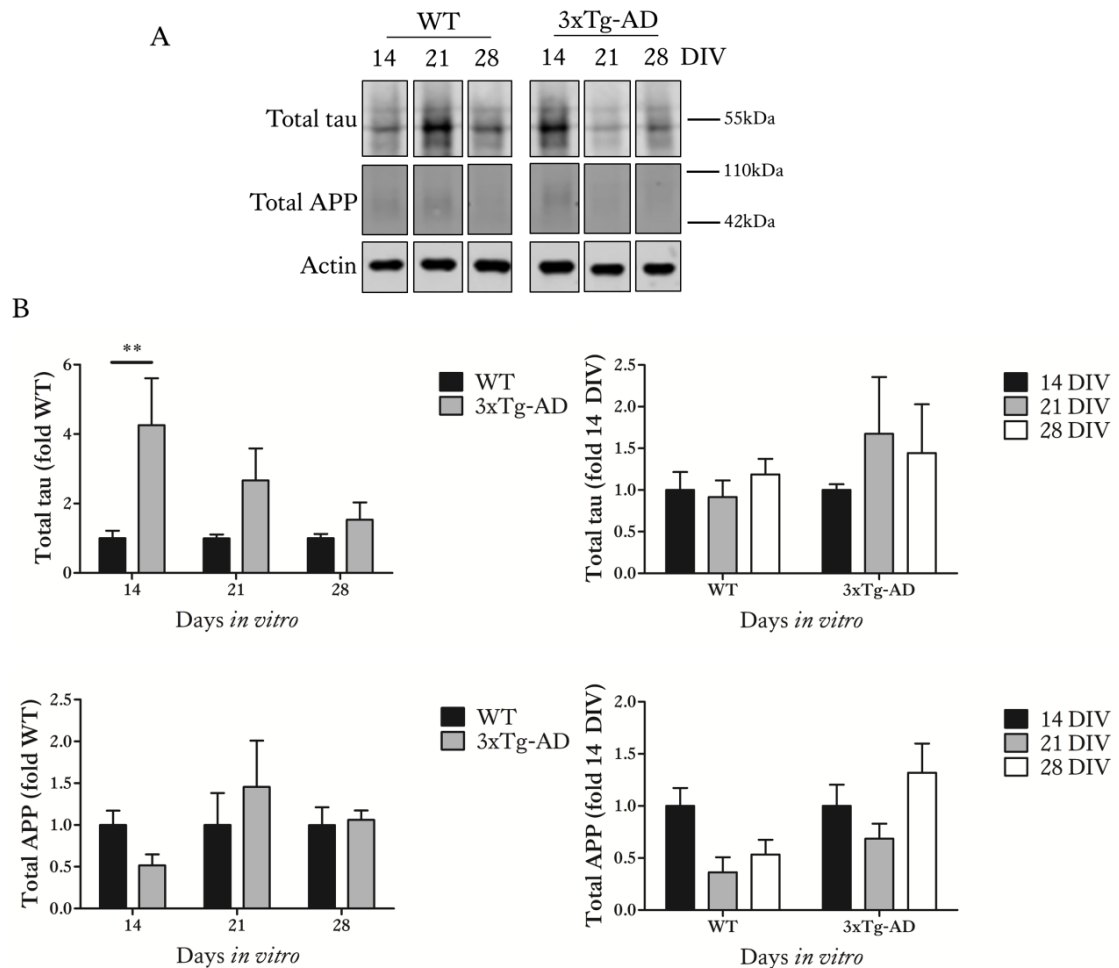 A
WT 3xTg-AD
14 21 28 14 21 28 DIV
Total tau
55kDa
110kDa
Total APP
42kDa
Actin
B
**
Total tau (fold WT)
6
4
2
0
14 21 28
Days in vitro
WT
3xTg-AD
Total tau (fold 14 DIV)
2.5
2.0
1.5
1.0
0.5
0.0
WT 3xTg-AD
Days in vitro
14 DIV
21 DIV
28 DIV
Total APP (fold WT)
2.5
2.0
1.5
1.0
0.5
0.0
14 21 28
Days in vitro
WT
3xTg-AD
Total APP (fold 14 DIV)
2.0
1.5
1.0
0.5
0.0
WT 3xTg-AD
Days in vitro
14 DIV
21 DIV
28 DIV